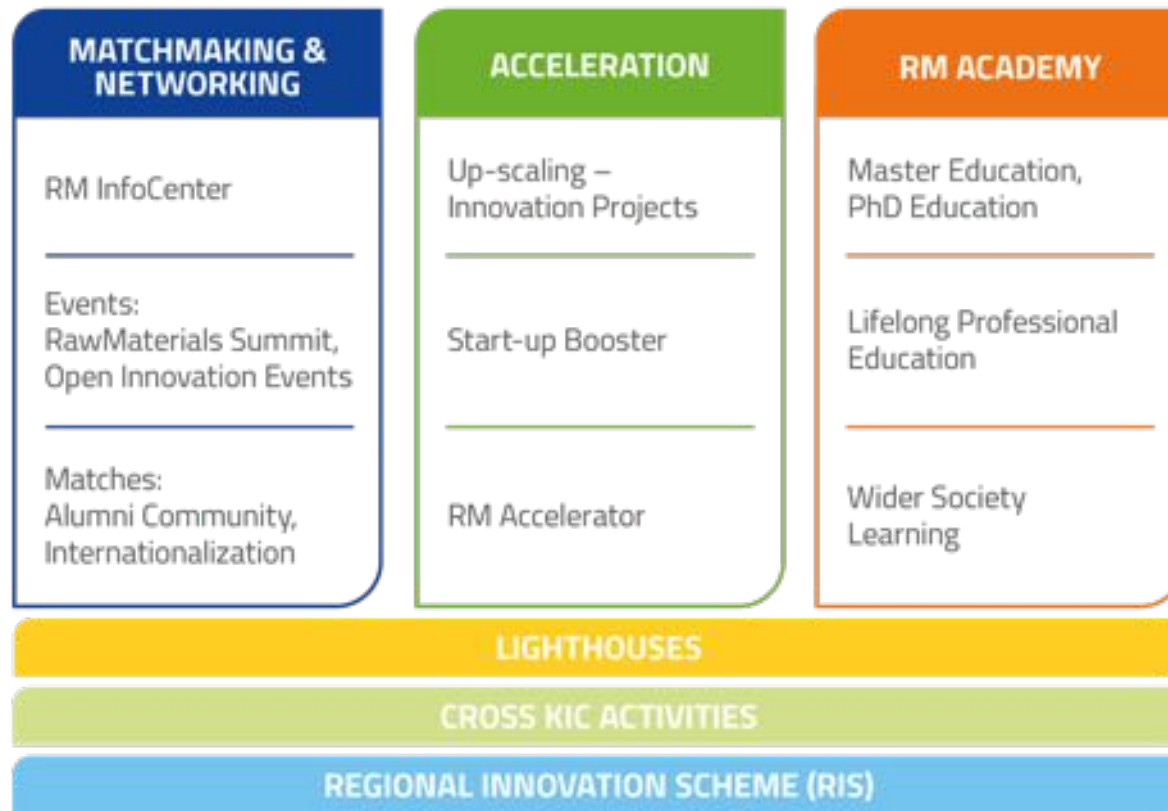 MATCHMAKING &
NETWORKING
RM InfoCenter
Events:
RawMaterials Summit,
Open Innovation Events
Matches:
Alumni Community,
Internationalization
ACCELERATION
Up-scaling –
Innovation Projects
Start-up Booster
RM Accelerator
RM ACADEMY
Master Education,
PhD Education
Lifelong Professional
Education
Wider Society
Learning
LIGHTHOUSES
CROSS KIC ACTIVITIES
REGIONAL INNOVATION SCHEME (RIS)